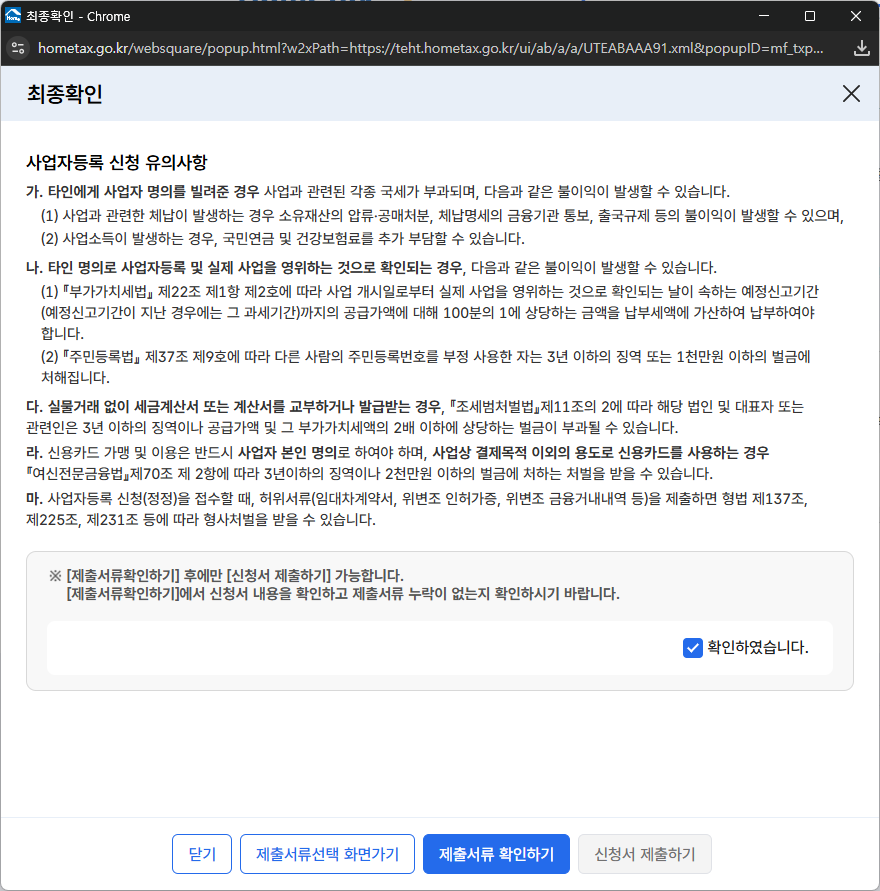 최종확인 - Chrome
hometax.go.kr/websquare/popup.html?w2xPath=https://teht.hometax.go.kr/ui/ab/a/a/UTEABAAA91.xml&popupID=mf_txp...
최종확인
사업자등록 신청 유의사항
가. 타인에게 사업자 명의를 빌려준 경우 사업과 관련된 각종 국세가 부과되며, 다음과 같은 불이익이 발생할 수 있습니다.
(1) 사업과 관련한 체납이 발생하는 경우 소유재산의 압류·공매처분, 체납명세의 금융기관 통보, 출국규제 등의 불이익이 발생할 수 있으며,
(2) 사업소득이 발생하는 경우, 국민연금 및 건강보험료를 추가 부담할 수 있습니다.
나. 타인 명의로 사업자등록 및 실제 사업을 영위하는 것으로 확인되는 경우, 다음과 같은 불이익이 발생할 수 있습니다.
(1)『부가가치세법』 제22조 제1항 제2호에 따라 사업 개시일로부터 실제 사업을 영위하는 것으로 확인되는 날이 속하는 예정신고기간
(예정신고기간이 지난 경우에는 그 과세기간)까지의 공급가액에 대해 100분의 1에 상당하는 금액을 납부세액에 가산하여 납부하여야
합니다.
(2)『주민등록법』 제37조 제9호에 따라 다른 사람의 주민등록번호를 부정 사용한 자는 3년 이하의 징역 또는 1천만원 이하의 벌금에
처해집니다.
다. 실물거래 없이 세금계산서 또는 계산서를 교부하거나 발급받는 경우,『조세범처벌법』제11조의 2에 따라 해당 법인 및 대표자 또는
관련인은 3년 이하의 징역이나 공급가액 및 그 부가가치세액의 2배 이하에 상당하는 벌금이 부과될 수 있습니다.
라. 신용카드 가맹 및 이용은 반드시 사업자 본인 명의로 하여야 하며, 사업상 결제목적 이외의 용도로 신용카드를 사용하는 경우
『여신전문금융법』제70조 제 2항에 따라 3년이하의 징역이나 2천만원 이하의 벌금에 처하는 처벌을 받을 수 있습니다.
마. 사업자등록 신청(정정)을 접수할 때, 허위서류(임대차계약서, 위변조 인허가증, 위변조 금융거내내역 등)을 제출하면 형법 제137조,
제225조, 제231조 등에 따라 형사처벌을 받을 수 있습니다.
※ [제출서류확인하기] 후에만 [신청서 제출하기] 가능합니다.
[제출서류확인하기]에서 신청서 내용을 확인하고 제출서류 누락이 없는지 확인하시기 바랍니다.
확인하였습니다.
닫기 제출서류선택 화면가기 제출서류 확인하기 신청서 제출하기